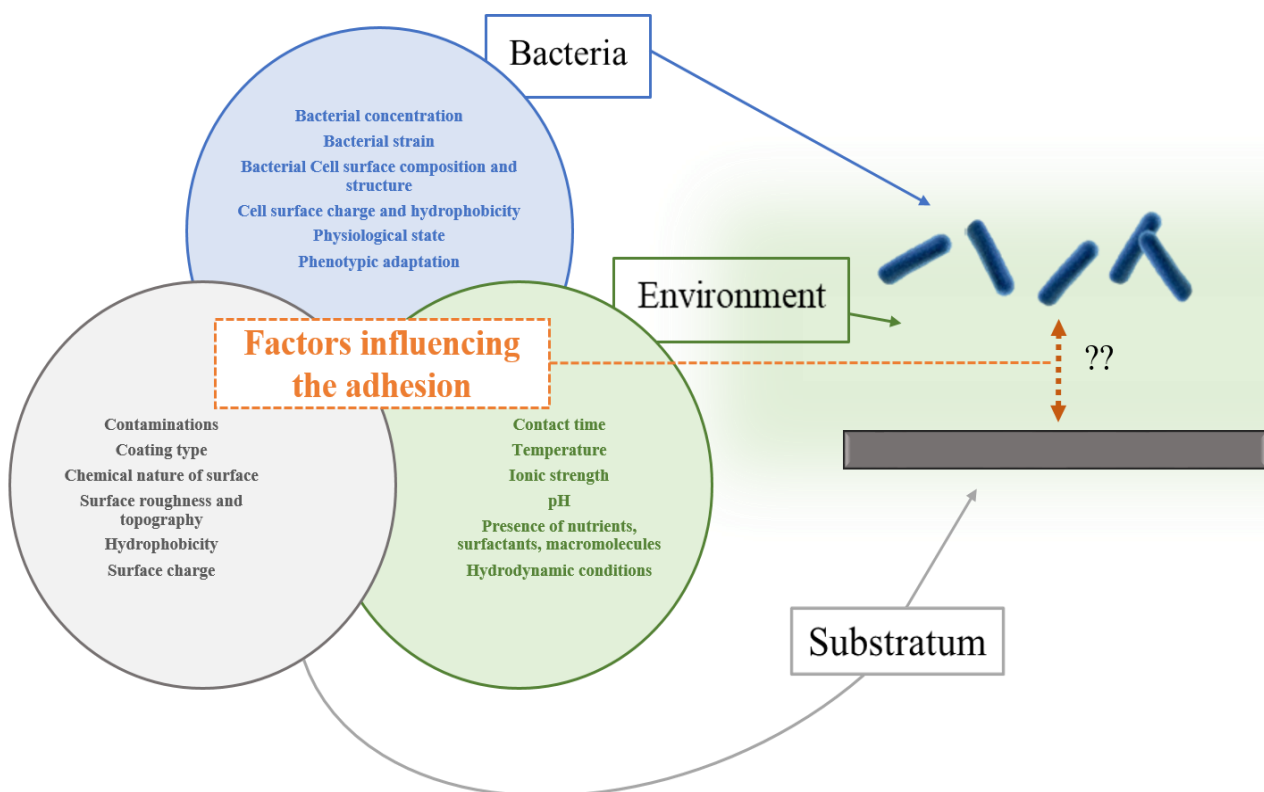 Bacteria
Bacterial concentration
Bacterial strain
Bacterial Cell surface composition and
structure
Cell surface charge and hydrophobicity
Physiological state
Phenotypic adaptation
Environment
Factors influencing
the adhesion
??
Contaminations
Coating type
Chemical nature of surface
Surface roughness and
topography
Hydrophobicity
Surface charge
Contact time
Temperature
Ionic strength
pH
Presence of nutrients,
surfactants, macromolecules
Hydrodynamic conditions
Substratum